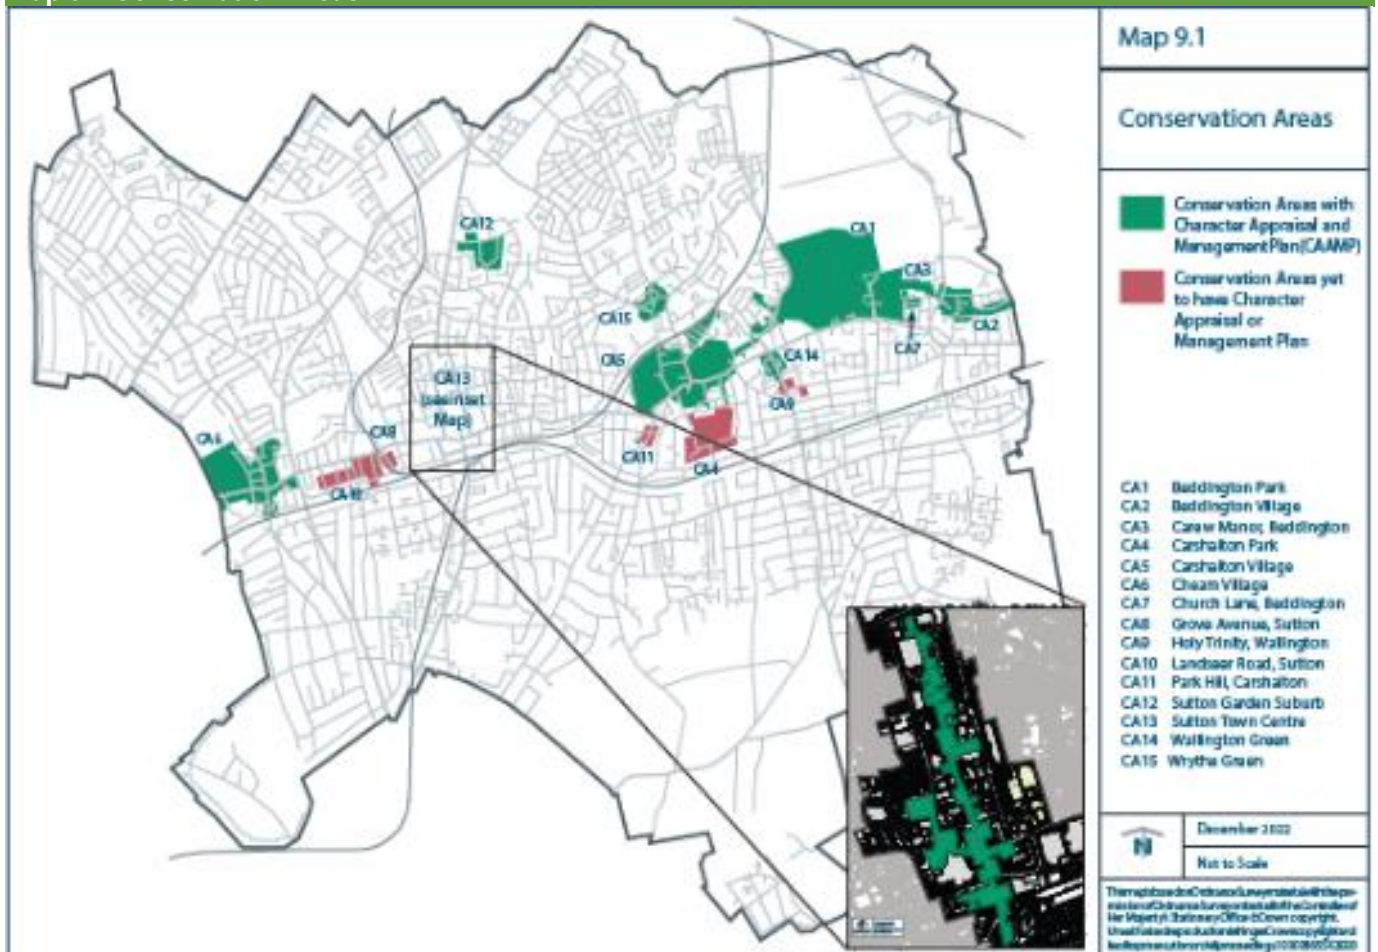 Map 9.1
Conservation Areas
Conservation Areas with
Character Appraisal and
Management Plan (CAAMP)
Conservation Areas yet
to have Character
Appraisal or
Management Plan
CA1 Beddington Park
CA2 Beddington Village
CA3 Carew Manor, Beddington
CA4 Carshalton Park
CA5 Carshalton Village
CA6 Cheam Village
CA7 Church Lane, Beddington
CA8 Grove Avenue, Sutton
CA9 Holy Trinity, Wallington
CA10 Landseer Road, Sutton
CA11 Park Hill, Carshalton
CA12 Sutton Garden Suburb
CA13 Sutton Town Centre
CA14 Wallington Green
CA15 Wrythe Green
N
December 2022
Not to Scale
CA12
CA1
CA3
CA2
CA7
CA15
CA5
CA14
CA9
CA13
(see inset
Map)
CA6
CA8
CA10
CA11
CA4